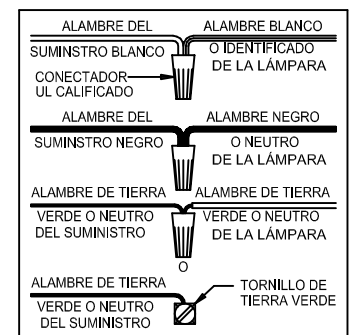 ALAMBRE DEL ALAMBRE BLANCO
SUMINSTRO BLANCO O IDENTIFICADO
CONECTADOR DE LA LÁMPARA
UL CALIFICADO
ALAMBRE DEL ALAMBRE NEGRO
SUMINSTRO NEGRO O NEUTRO
DE LA LÁMPARA
ALAMBRE DE TIERRA ALAMBRE DE TIERRA
VERDE O NEUTRO VERDE O NEUTRO
DEL SUMINISTRO DE LA LÁMPARA
O
ALAMBRE DE TIERRA TORNILLO DE
VERDE O NEUTRO TIERRA VERDE
DEL SUMINISTRO